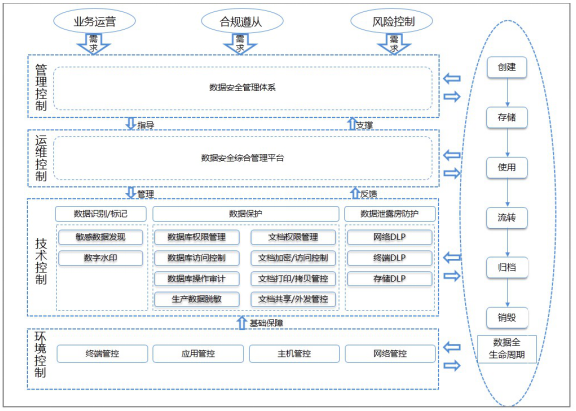 业务运营
合规遵从
风险控制
需求
需求
需求
管理控制
数据安全管理体系
指导
支撑
运维控制
数据安全综合管理平台
管理
反馈
技术控制
数据识别/标记
数据保护
数据泄露房防护
敏感数据发现
数据库权限管理
文档权限管理
网络DLP
数字水印
数据库访问控制
文档加密/访问控制
终端DLP
数据库操作审计
文档打印/拷贝管控
存储DLP
生产数据脱敏
文档共享/外发管控
基础保障
环境控制
终端管控
应用管控
主机管控
网络管控
创建
存储
使用
流转
归档
销毁
数据全
生命周期